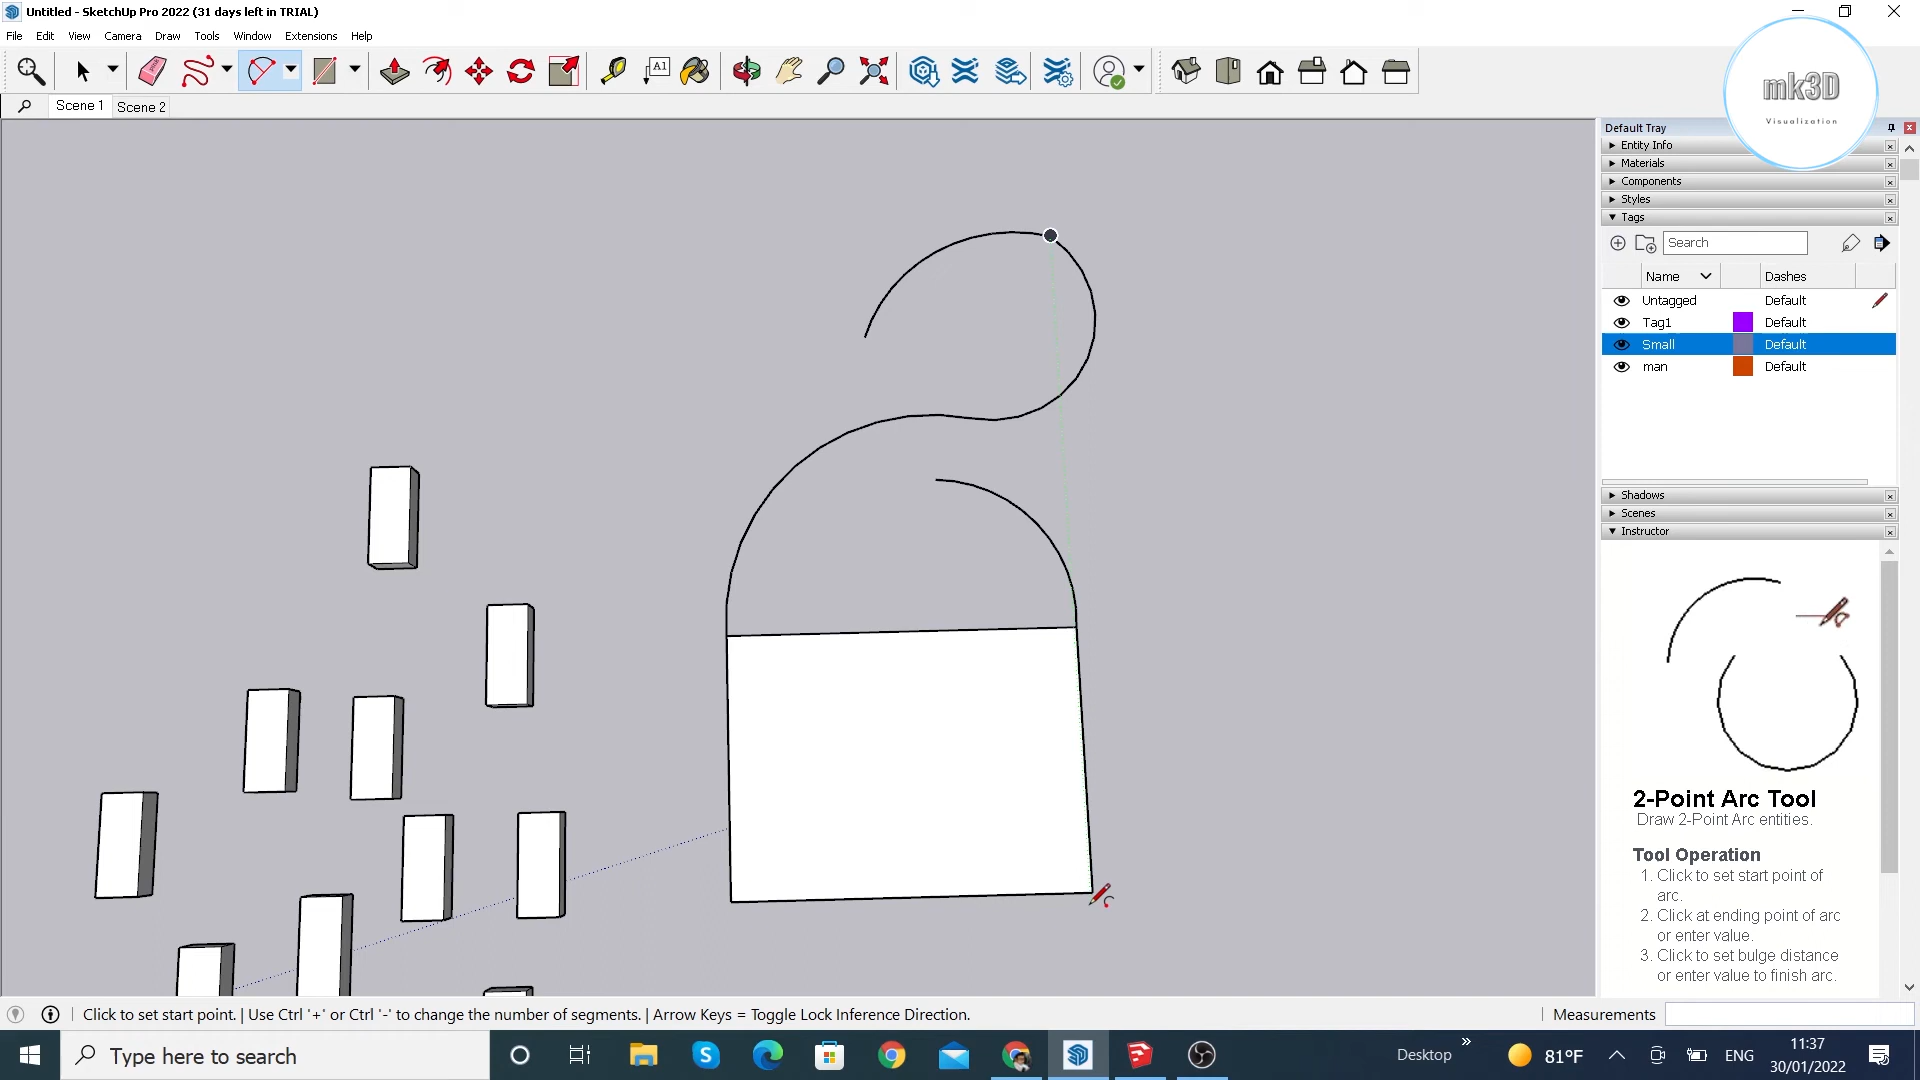 Untitled - SketchUp Pro 2022 (31 days left in TRIAL)
File Edit View Camera Draw Tools Window Extensions Help
A1
mk3D
Visualization
Scene 1 Scene 2
Default Tray
Entity Info
Materials
Components
Styles
Tags
Search
Name Dashes
Untagged Default
Tag1 Default
Small Default
man Default
Shadows
Scenes
Instructor
2-Point Arc Tool
Draw 2-Point Arc entities.
Tool Operation
1. Click to set start point of
arc.
2. Click at ending point of arc
or enter value.
3. Click to set bulge distance
or enter value to finish arc.
Click to set start point. | Use Ctrl '+' or Ctrl '-' to change the number of segments. | Arrow Keys = Toggle Lock Inference Direction.
Measurements
Type here to search
Desktop
81°F
ENG
11:37
30/01/2022